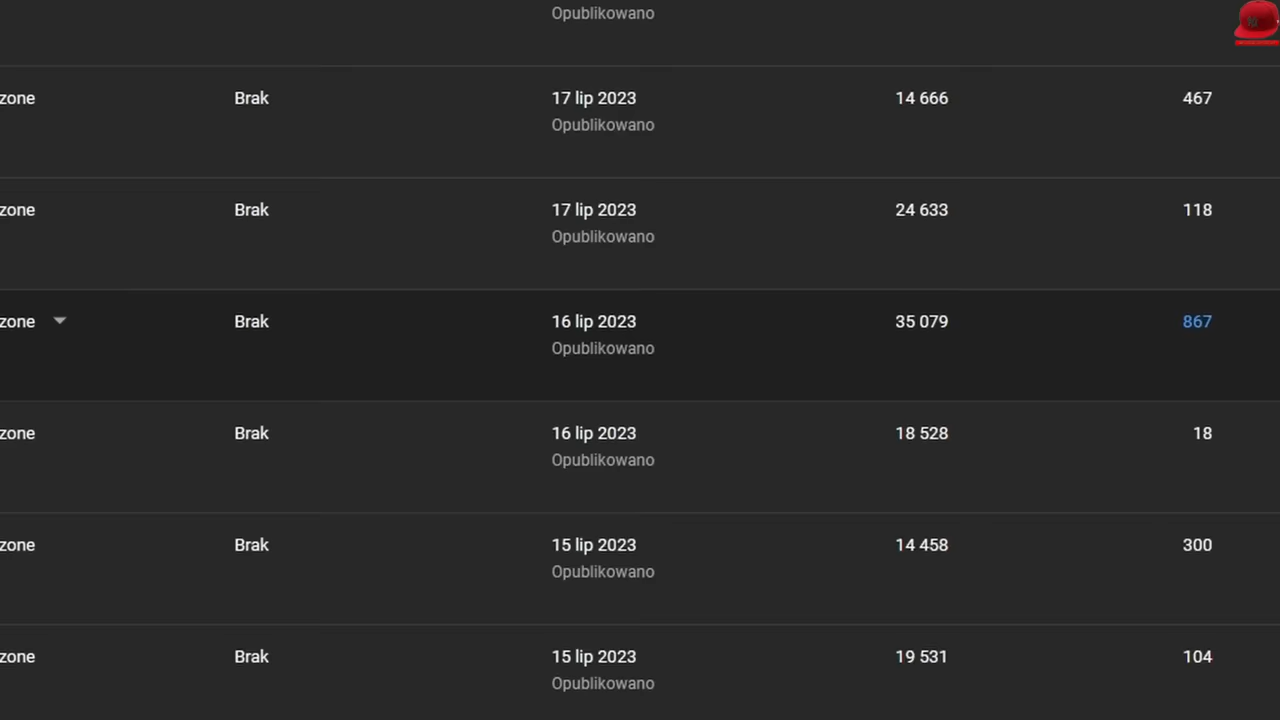 Opublikowano
zone Brak 17 lip 2023 14 666 467
Opublikowano
zone Brak 17 lip 2023 24 633 118
Opublikowano
zone Brak 16 lip 2023 35 079 867
Opublikowano
zone Brak 16 lip 2023 18 528 18
Opublikowano
zone Brak 15 lip 2023 14 458 300
Opublikowano
zone Brak 15 lip 2023 19 531 104
Opublikowano